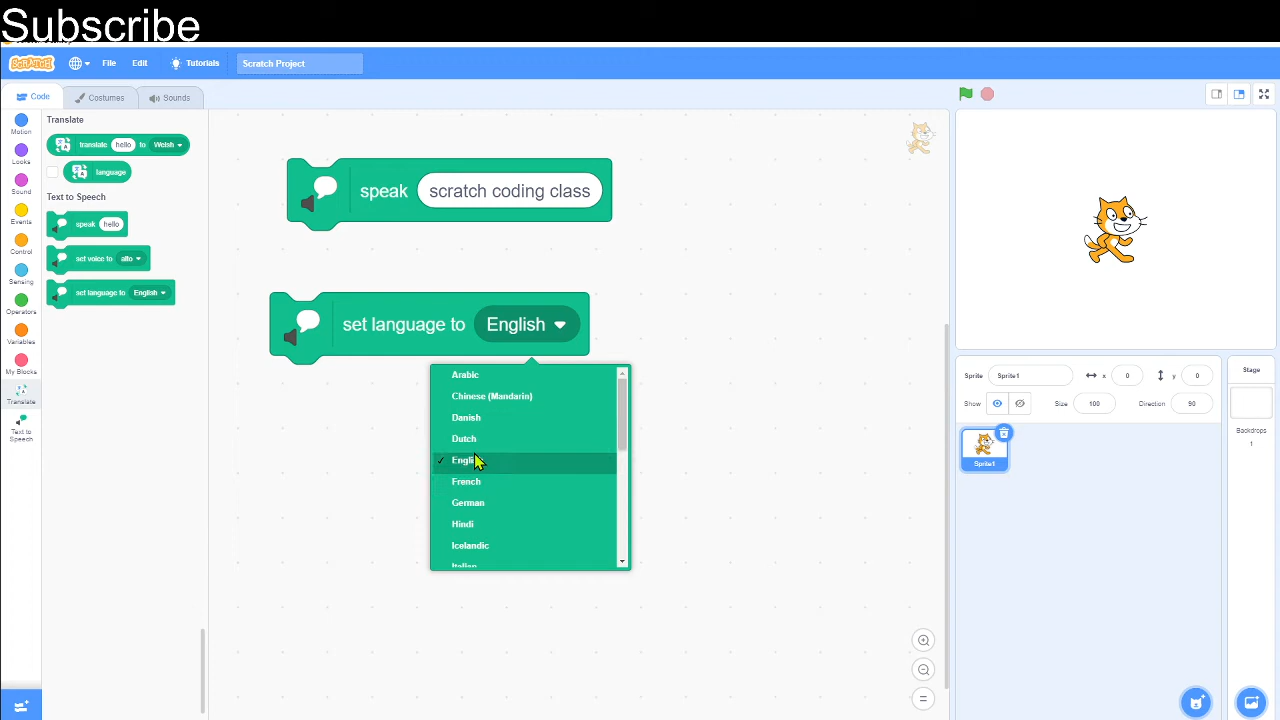 Subscribe
SCRATCH File Edit Tutorials Scratch Project
Code Costumes Sounds
Motion
Looks
Sound
Events
Control
Sensing
Operators
Variables
My Blocks
Translate
Text to
Speech
Translate
translate hello to Welsh
language
Text to Speech
speak hello
set voice to alto
set language to English
speak scratch coding class
set language to English
Arabic
Chinese (Mandarin)
Danish
Dutch
English
French
German
Hindi
Icelandic
Italian
Sprite Sprite1 x 0 y 0
Show Size 100 Direction 90
Sprite1
Stage
Backdrops
1